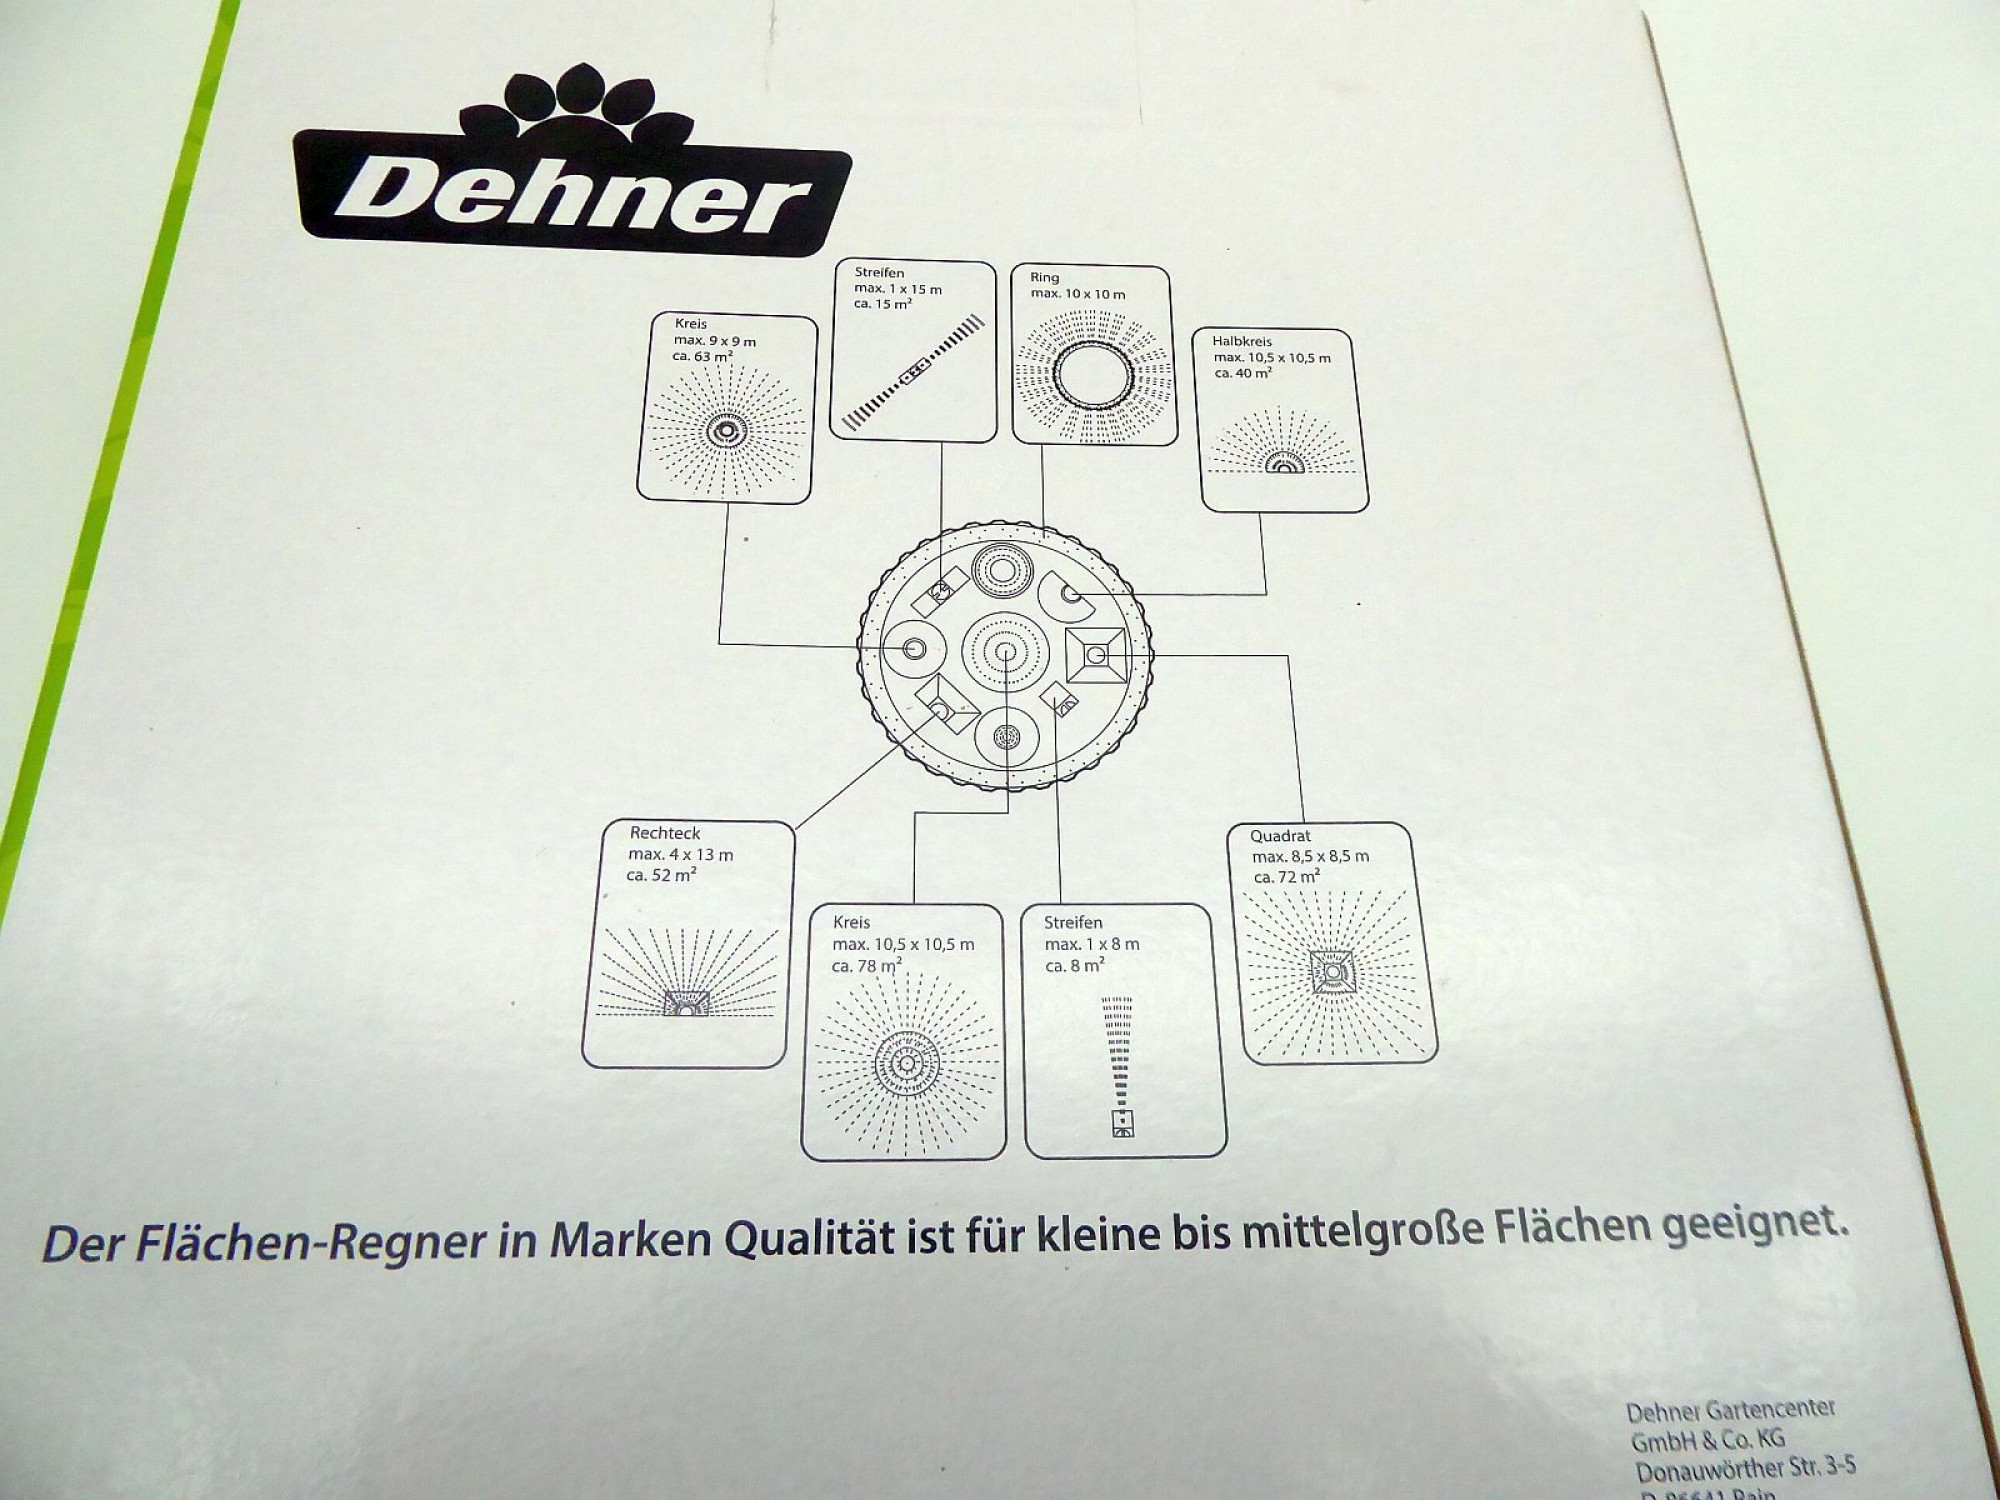 Dehner
Kreis
max. 9 x 9 m
ca. 63 m²
Streifen
max. 1 x 15 m
ca. 15 m²
Ring
max. 10 x 10 m
Halbkreis
max. 10,5 x 10,5 m
ca. 40 m²
Rechteck
max. 4 x 13 m
ca. 52 m²
Kreis
max. 10,5 x 10,5 m
ca. 78 m²
Streifen
max. 1 x 8 m
ca. 8 m²
Quadrat
max. 8,5 x 8,5 m
ca. 72 m²
Der Flächen-Regner in Marken Qualität ist für kleine bis mittelgroße Flächen geeignet.
Dehner Gartencenter
GmbH & Co. KG
Donauwörther Str. 3-5
D-86641 Rain